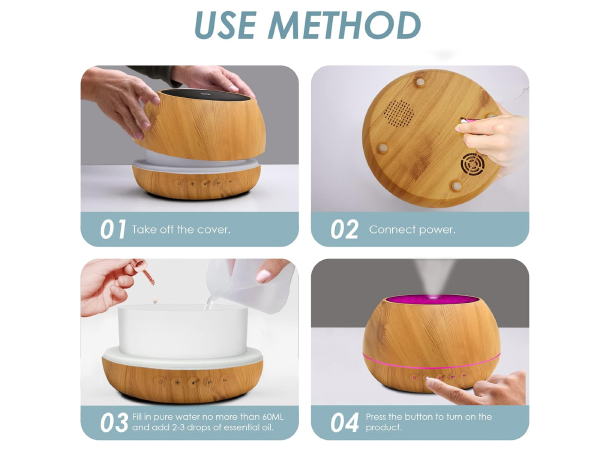 USE METHOD
01 Take off the cover.
02 Connect power.
03 Fill in pure water no more than 60ML
and add 2-3 drops of essential oil.
04 Press the button to turn on the
product.